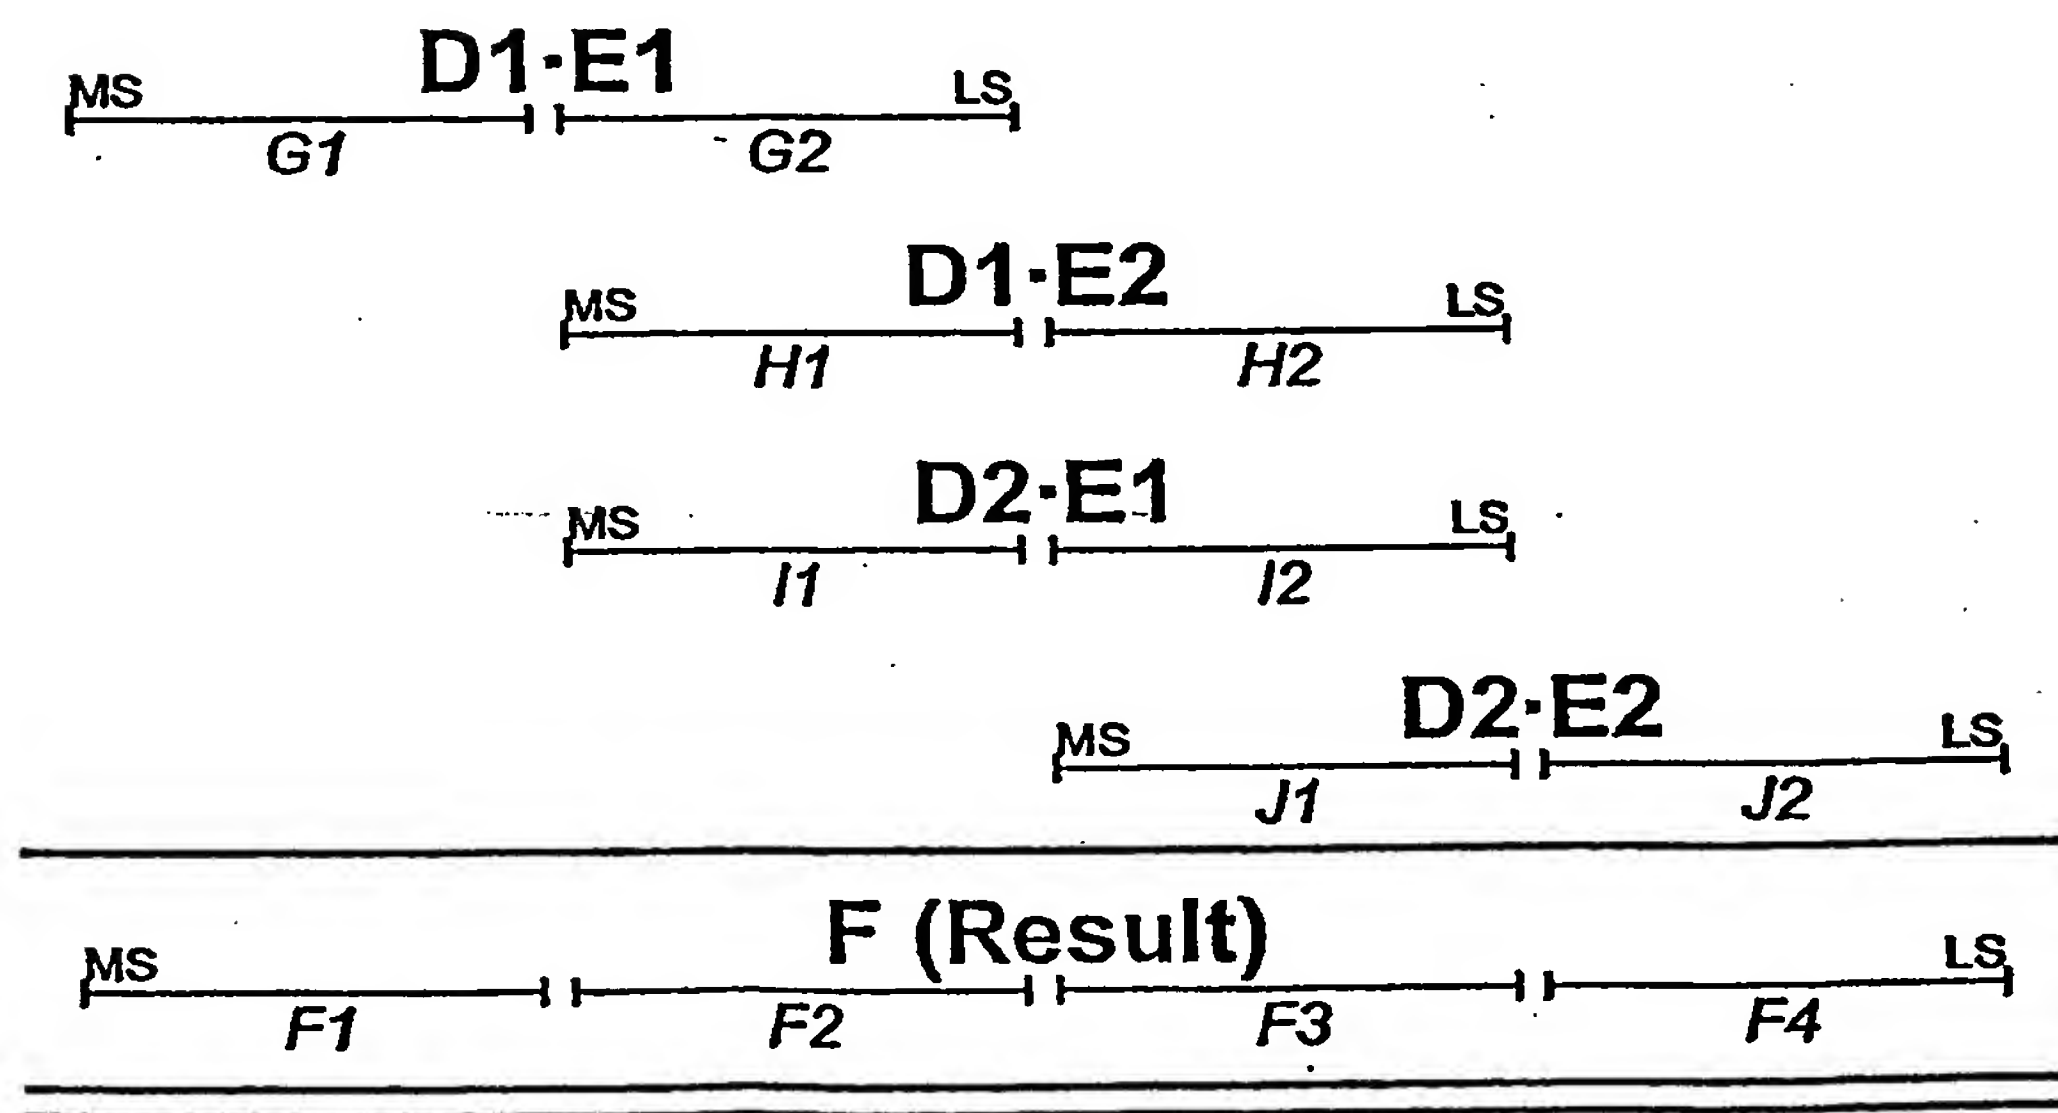 D1·E1
MS LS
G1 G2
D1·E2
MS LS
H1 H2
D2·E1
MS LS
I1 I2
D2·E2
MS LS
J1 J2
F (Result)
MS LS
F1 F2 F3 F4